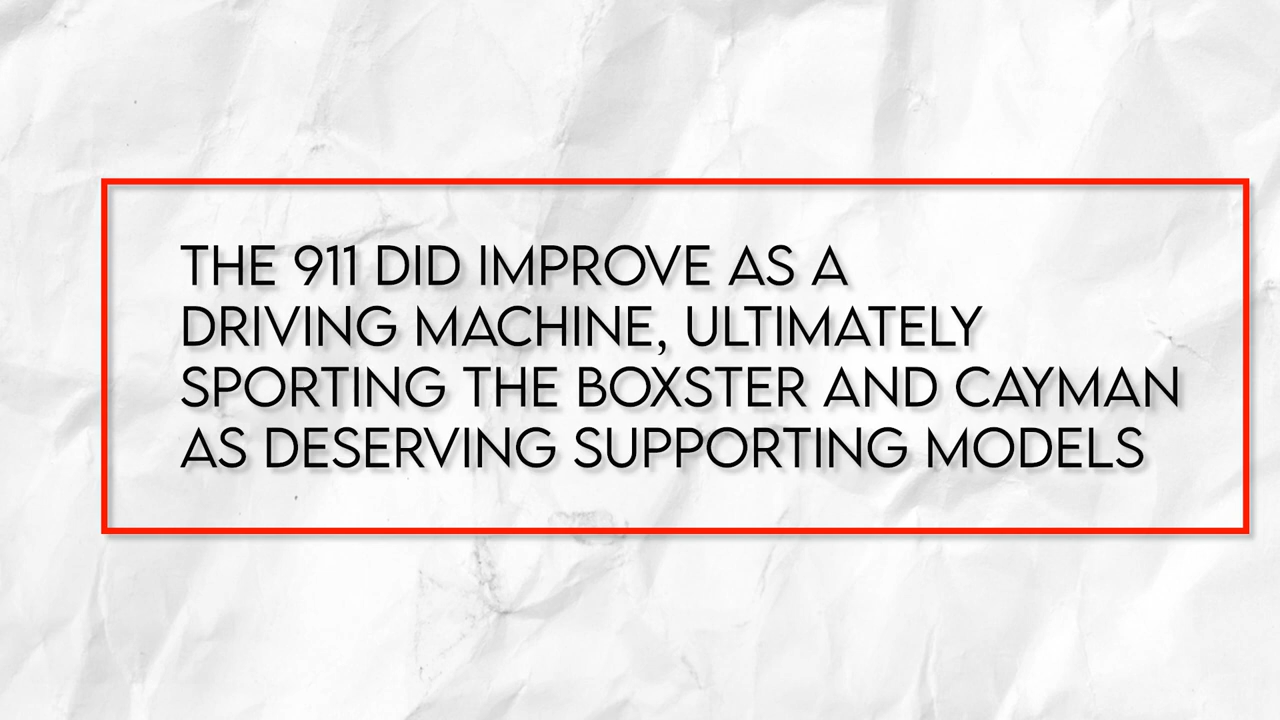 THE 911 DID IMPROVE AS A
DRIVING MACHINE, ULTIMATELY
SPORTING THE BOXSTER AND CAYMAN
AS DESERVING SUPPORTING MODELS